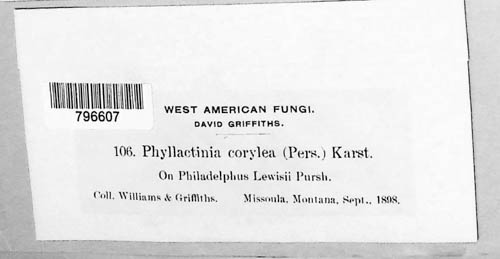 796607
WEST AMERICAN FUNGI.
DAVID GRIFFITHS.
106. Phyllactinia corylea (Pers.) Karst.
On Philadelphus Lewisii Pursh.
Coll. Williams & Griffiths. Missoula, Montana, Sept., 1898.